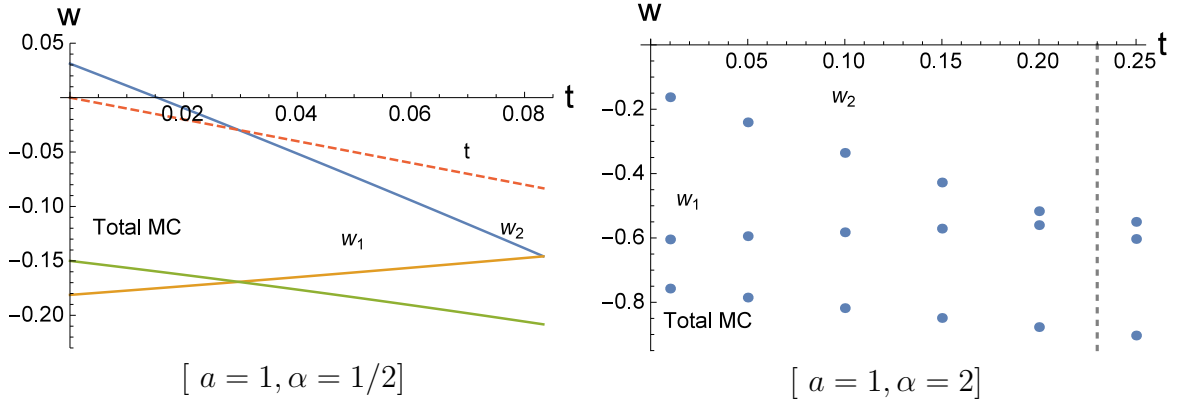 w
0.05
0.02 0.04 0.06 0.08 t
−0.05
t
−0.10
Total MC
w1
w2
−0.15
−0.20
[ a = 1, α = 1/2]
w
0.05 0.10 0.15 0.20 0.25 t
w2
−0.2
−0.4
w1
−0.6
−0.8
Total MC
[ a = 1, α = 2]